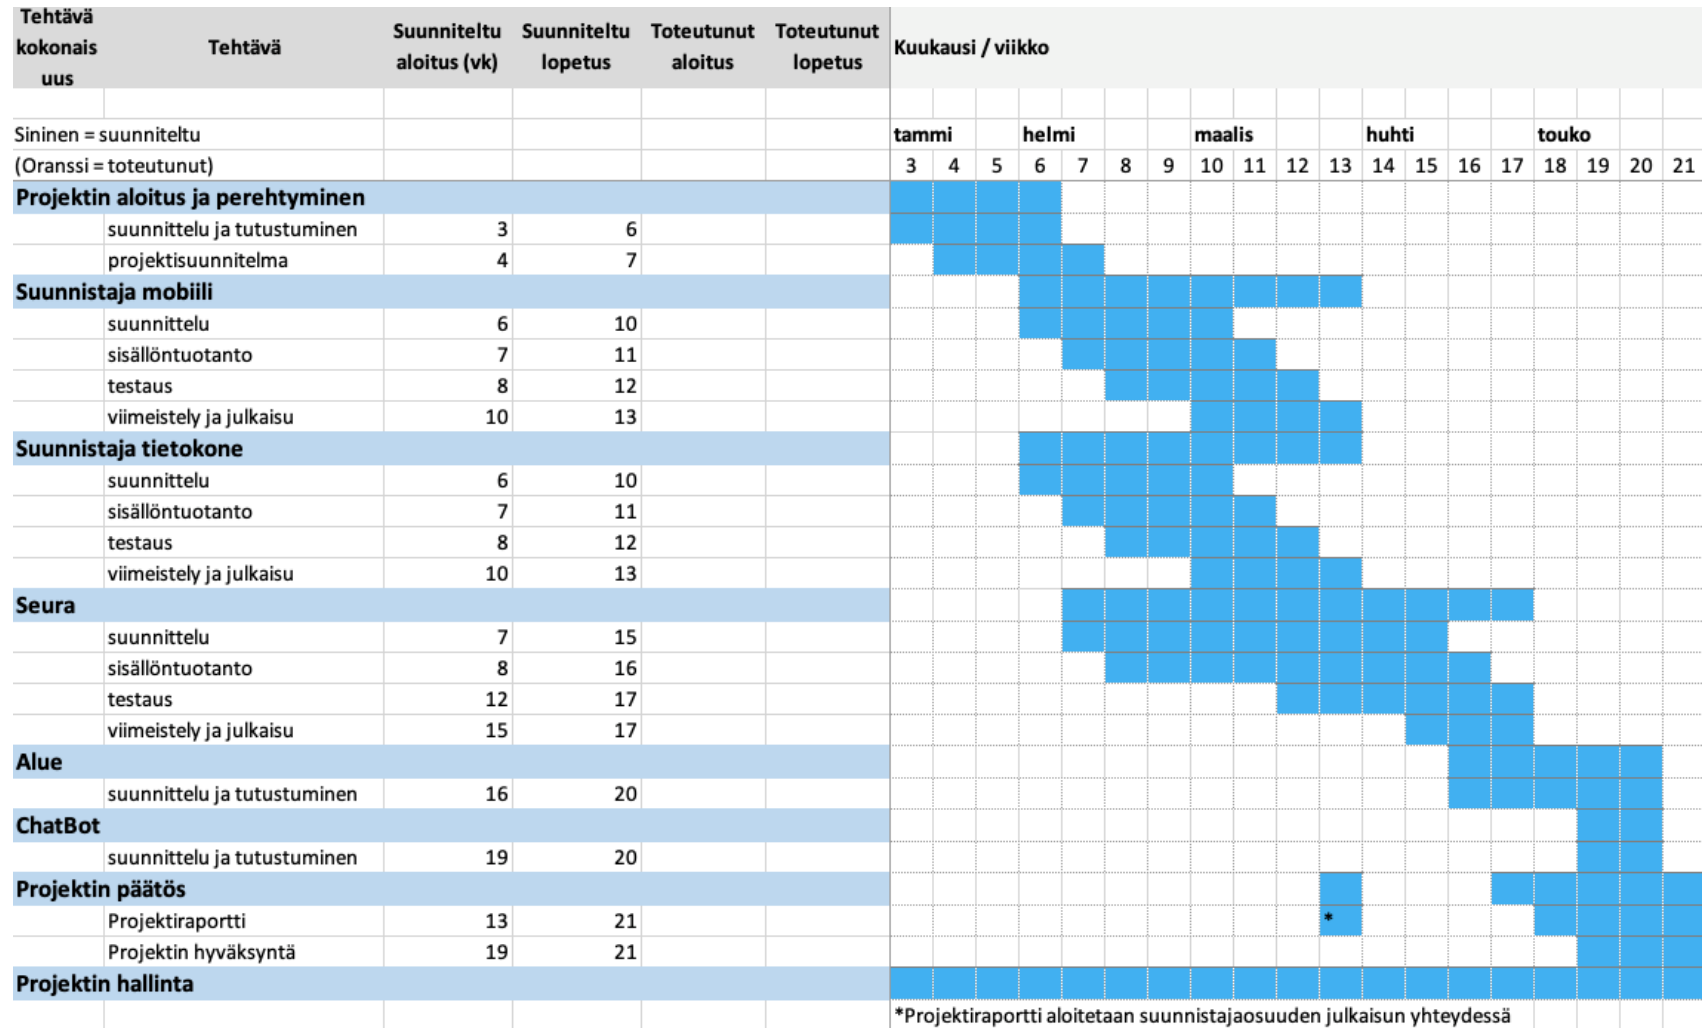 Tehtävä kokonais uus Tehtävä Suunniteltu aloitus (vk) Suunniteltu lopetus Toteutunut aloitus Toteutunut lopetus Kuukausi / viikko
Sininen = suunniteltu tammi helmi maalis huhti touko
(Oranssi = toteutunut) 3 4 5 6 7 8 9 10 11 12 13 14 15 16 17 18 19 20 21
Projektin aloitus ja perehtyminen
suunnittelu ja tutustuminen 3 6
projektisuunnitelma 4 7
Suunnistaja mobiili
suunnittelu 6 10
sisällöntuotanto 7 11
testaus 8 12
viimeistely ja julkaisu 10 13
Suunnistaja tietokone
suunnittelu 6 10
sisällöntuotanto 7 11
testaus 8 12
viimeistely ja julkaisu 10 13
Seura
suunnittelu 7 15
sisällöntuotanto 8 16
testaus 12 17
viimeistely ja julkaisu 15 17
Alue
suunnittelu ja tutustuminen 16 20
ChatBot
suunnittelu ja tutustuminen 19 20
Projektin päätös
Projektiraportti 13 21 *
Projektin hyväksyntä 19 21
Projektin hallinta
*Projektiraportti aloitetaan suunnistajaosuuden julkaisun yhteydessä